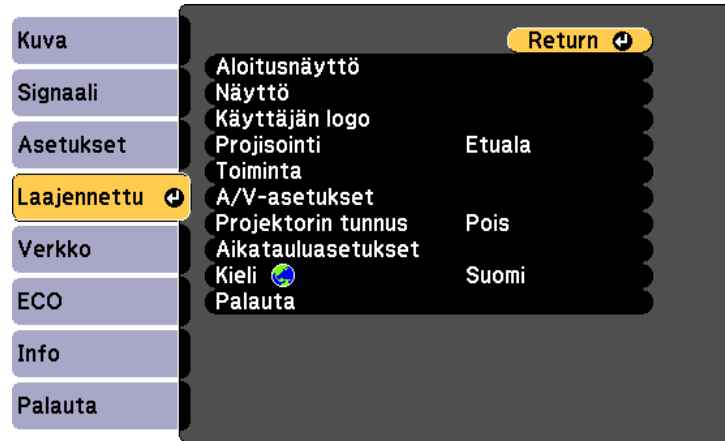 Kuva
Signaali
Asetukset
Laajennettu
Verkko
ECO
Info
Palauta
Return
Aloitusnäyttö
Näyttö
Käyttäjän logo
Projisointi Etuala
Toiminta
A/V-asetukset
Projektorin tunnus Pois
Aikatauluasetukset
Kieli Suomi
Palauta